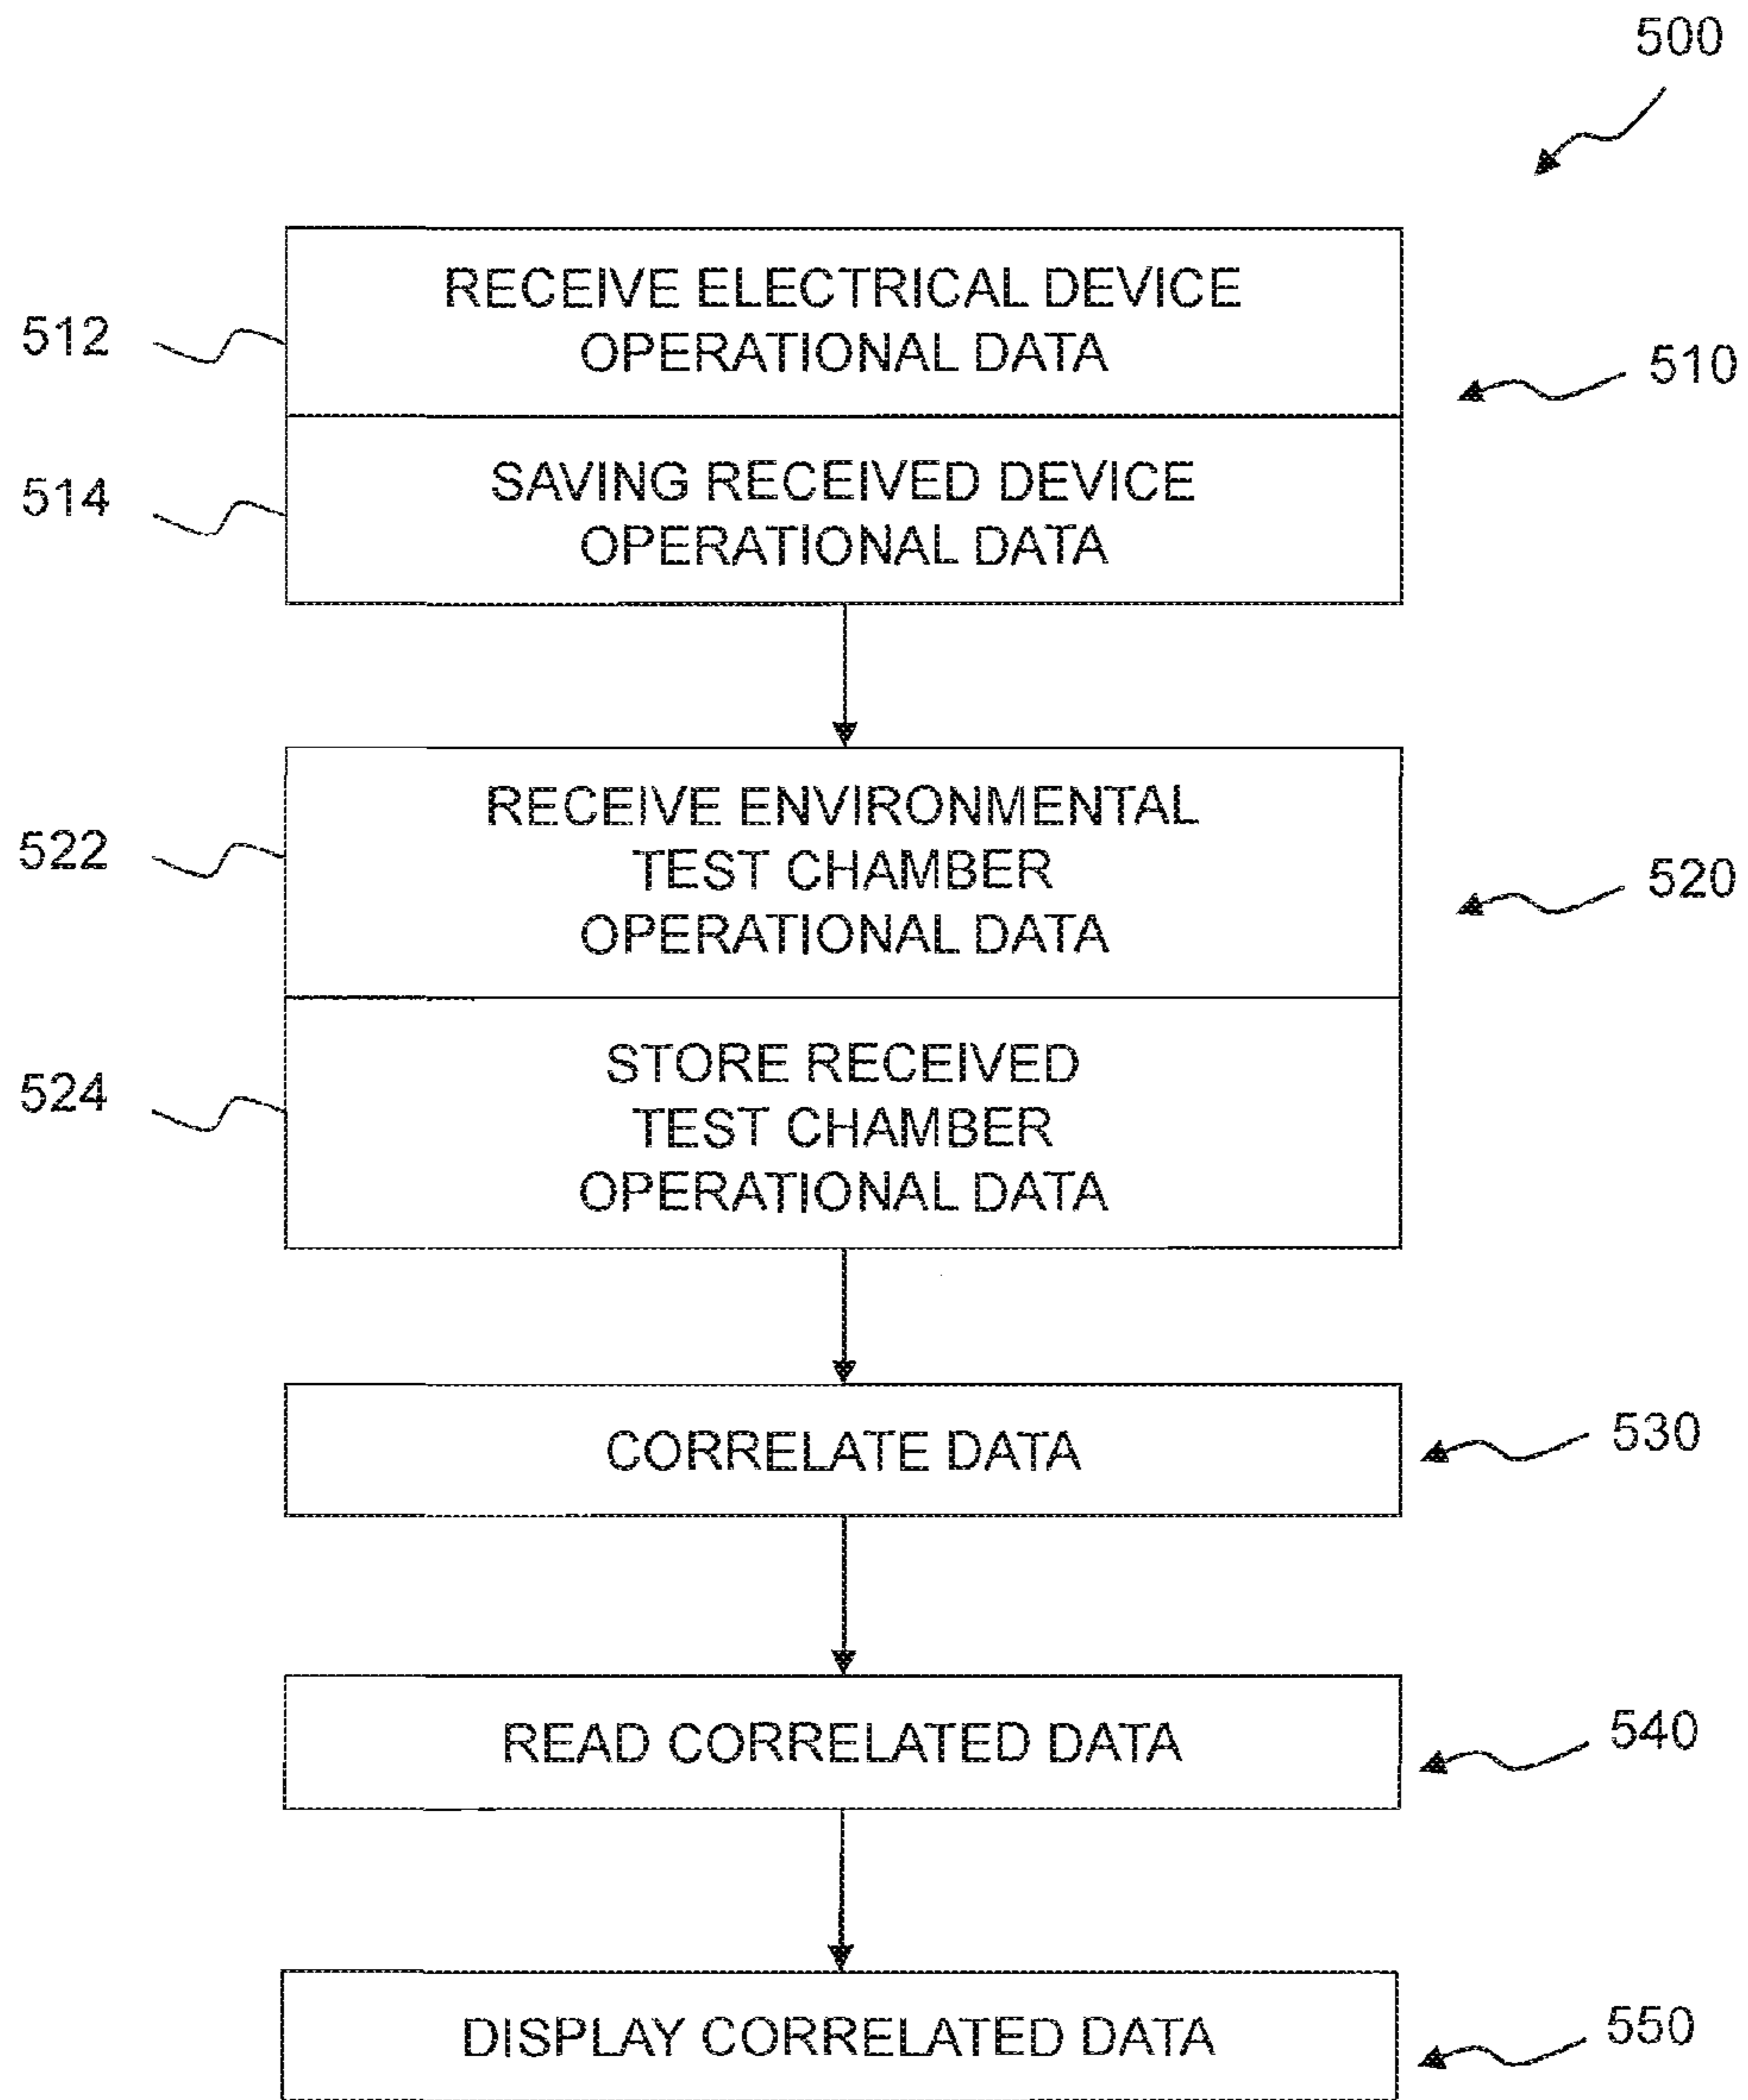 500
RECEIVE ELECTRICAL DEVICE
OPERATIONAL DATA
512
510
SAVING RECEIVED DEVICE
OPERATIONAL DATA
514
RECEIVE ENVIRONMENTAL
TEST CHAMBER
OPERATIONAL DATA
522
520
STORE RECEIVED
TEST CHAMBER
OPERATIONAL DATA
524
CORRELATE DATA
530
READ CORRELATED DATA
540
DISPLAY CORRELATED DATA
550